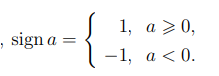 , sign a = { 1, a ⩾ 0,
−1, a < 0.